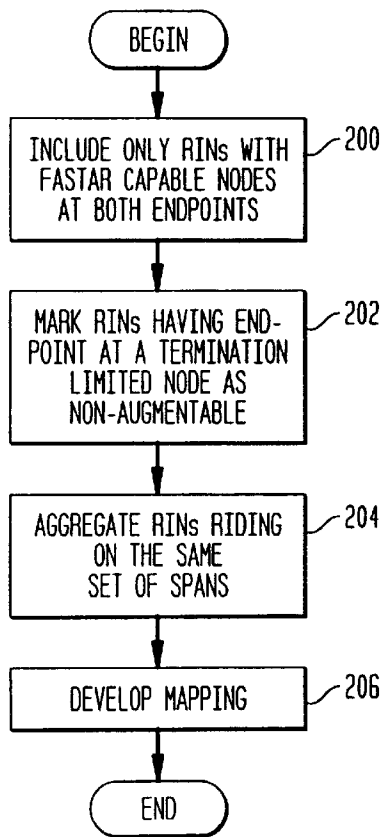 BEGIN
INCLUDE ONLY RINs WITH
FASTAR CAPABLE NODES
AT BOTH ENDPOINTS
200
MARK RINs HAVING END-
POINT AT A TERMINATION
LIMITED NODE AS
NON-AUGMENTABLE
202
AGGREGATE RINs RIDING
ON THE SAME
SET OF SPANS
204
DEVELOP MAPPING
206
END